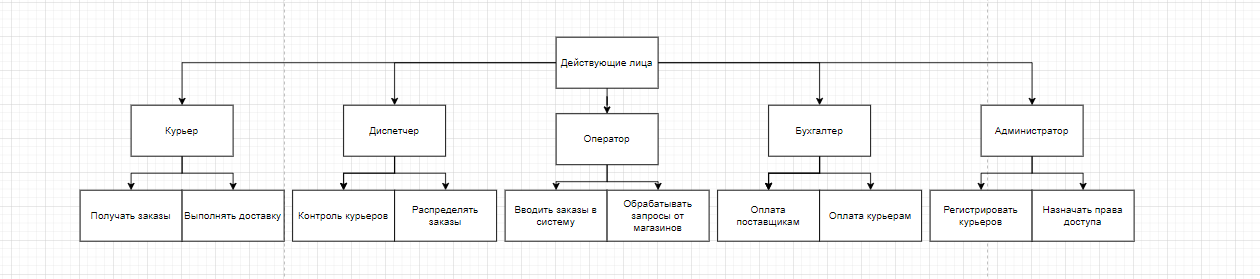 Действующие лица
Курьер
Диспетчер
Оператор
Бухгалтер
Администратор
Получать заказы
Выполнять доставку
Контроль курьеров
Распределять
заказы
Вводить заказы в
систему
Обрабатывать
запросы от
магазинов
Оплата
поставщикам
Оплата курьерам
Регистрировать
курьеров
Назначать права
доступа